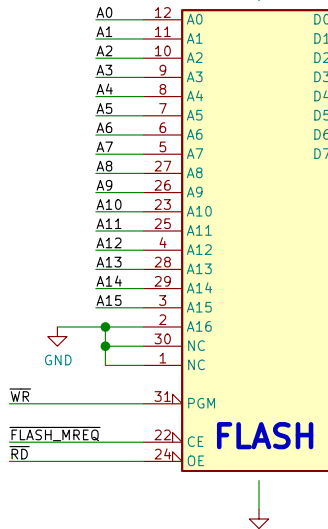 A0 12 A0 D0
A1 11 A1 D1
A2 10 A2 D2
A3 9 A3 D3
A4 8 A4 D4
A5 7 A5 D5
A6 6 A6 D6
A7 5 A7 D7
A8 27 A8
A9 26 A9
A10 23 A10
A11 25 A11
A12 4 A12
A13 28 A13
A14 29 A14
A15 3 A15
2 A16
GND 30 NC
1 NC
WR 31 PGM
FLASH_MREQ 22 CE FLASH
RD 24 OE